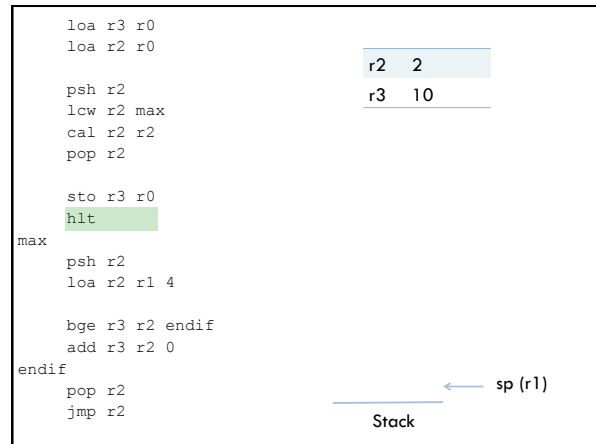 loa r3 r0
loa r2 r0
psh r2
lcw r2 max
cal r2 r2
pop r2
sto r3 r0
hlt
max
psh r2
loa r2 r1 4
bge r3 r2 endif
add r3 r2 0
endif
pop r2
jmp r2
r2 2
r3 10
sp (r1)
Stack